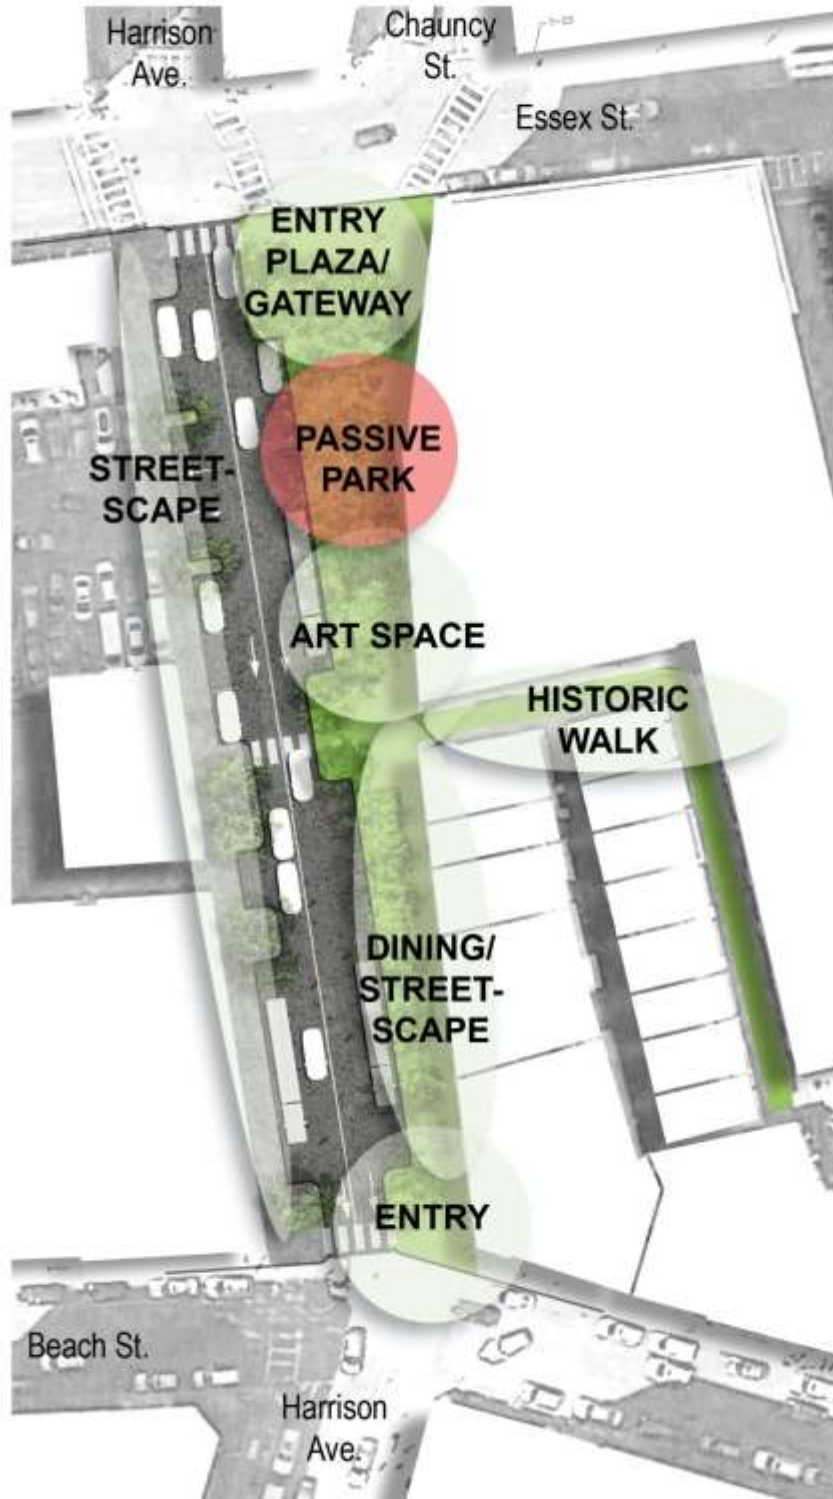 Harrison
Ave.
Chauncy
St.
Essex St.
ENTRY
PLAZA/
GATEWAY
PASSIVE
PARK
STREET-
SCAPE
ART SPACE
HISTORIC
WALK
DINING/
STREET-
SCAPE
ENTRY
Beach St.
Harrison
Ave.